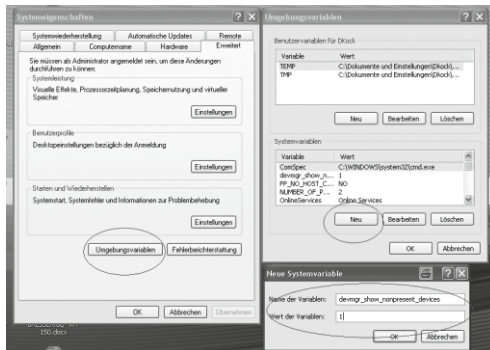 Systemeigenschaften
Systemwiederherstellung
Automatische Updates
Remote
Allgemein
Computername
Hardware
Erweitert
Sie müssen als Administrator angemeldet sein, um diese Änderungen
durchführen zu können.
Systemleistung
Visuelle Effekte, Prozessorzeitplanung, Speichernutzung und virtueller
Speicher
Einstellungen
Benutzerprofile
Desktopeinstellungen bezüglich der Anmeldung
Einstellungen
Starten und Wiederherstellen
Systemstart, Systemfehler und Informationen zur Problembehebung
Einstellungen
Umgebungsvariablen
Fehlerberichterstattung
OK
Abbrechen
Übernehmen
150.docx
Umgebungsvariablen
Benutzervariablen für DKock
Variable Wert
TEMP C:\Dokumente und Einstellungen\DKock\...
TMP C:\Dokumente und Einstellungen\DKock\...
Neu
Bearbeiten
Löschen
Systemvariablen
Variable Wert
ComSpec C:\WINDOWS\system32\cmd.exe
devmgr_show_n... 1
FP_NO_HOST_C... NO
NUMBER_OF_P... 2
OnlineServices Online Services
Neu
Bearbeiten
Löschen
OK
Abbrechen
Neue Systemvariable
Name der Variablen: devmgr_show_nonpresent_devices
Wert der Variablen: 1
OK
Abbrechen